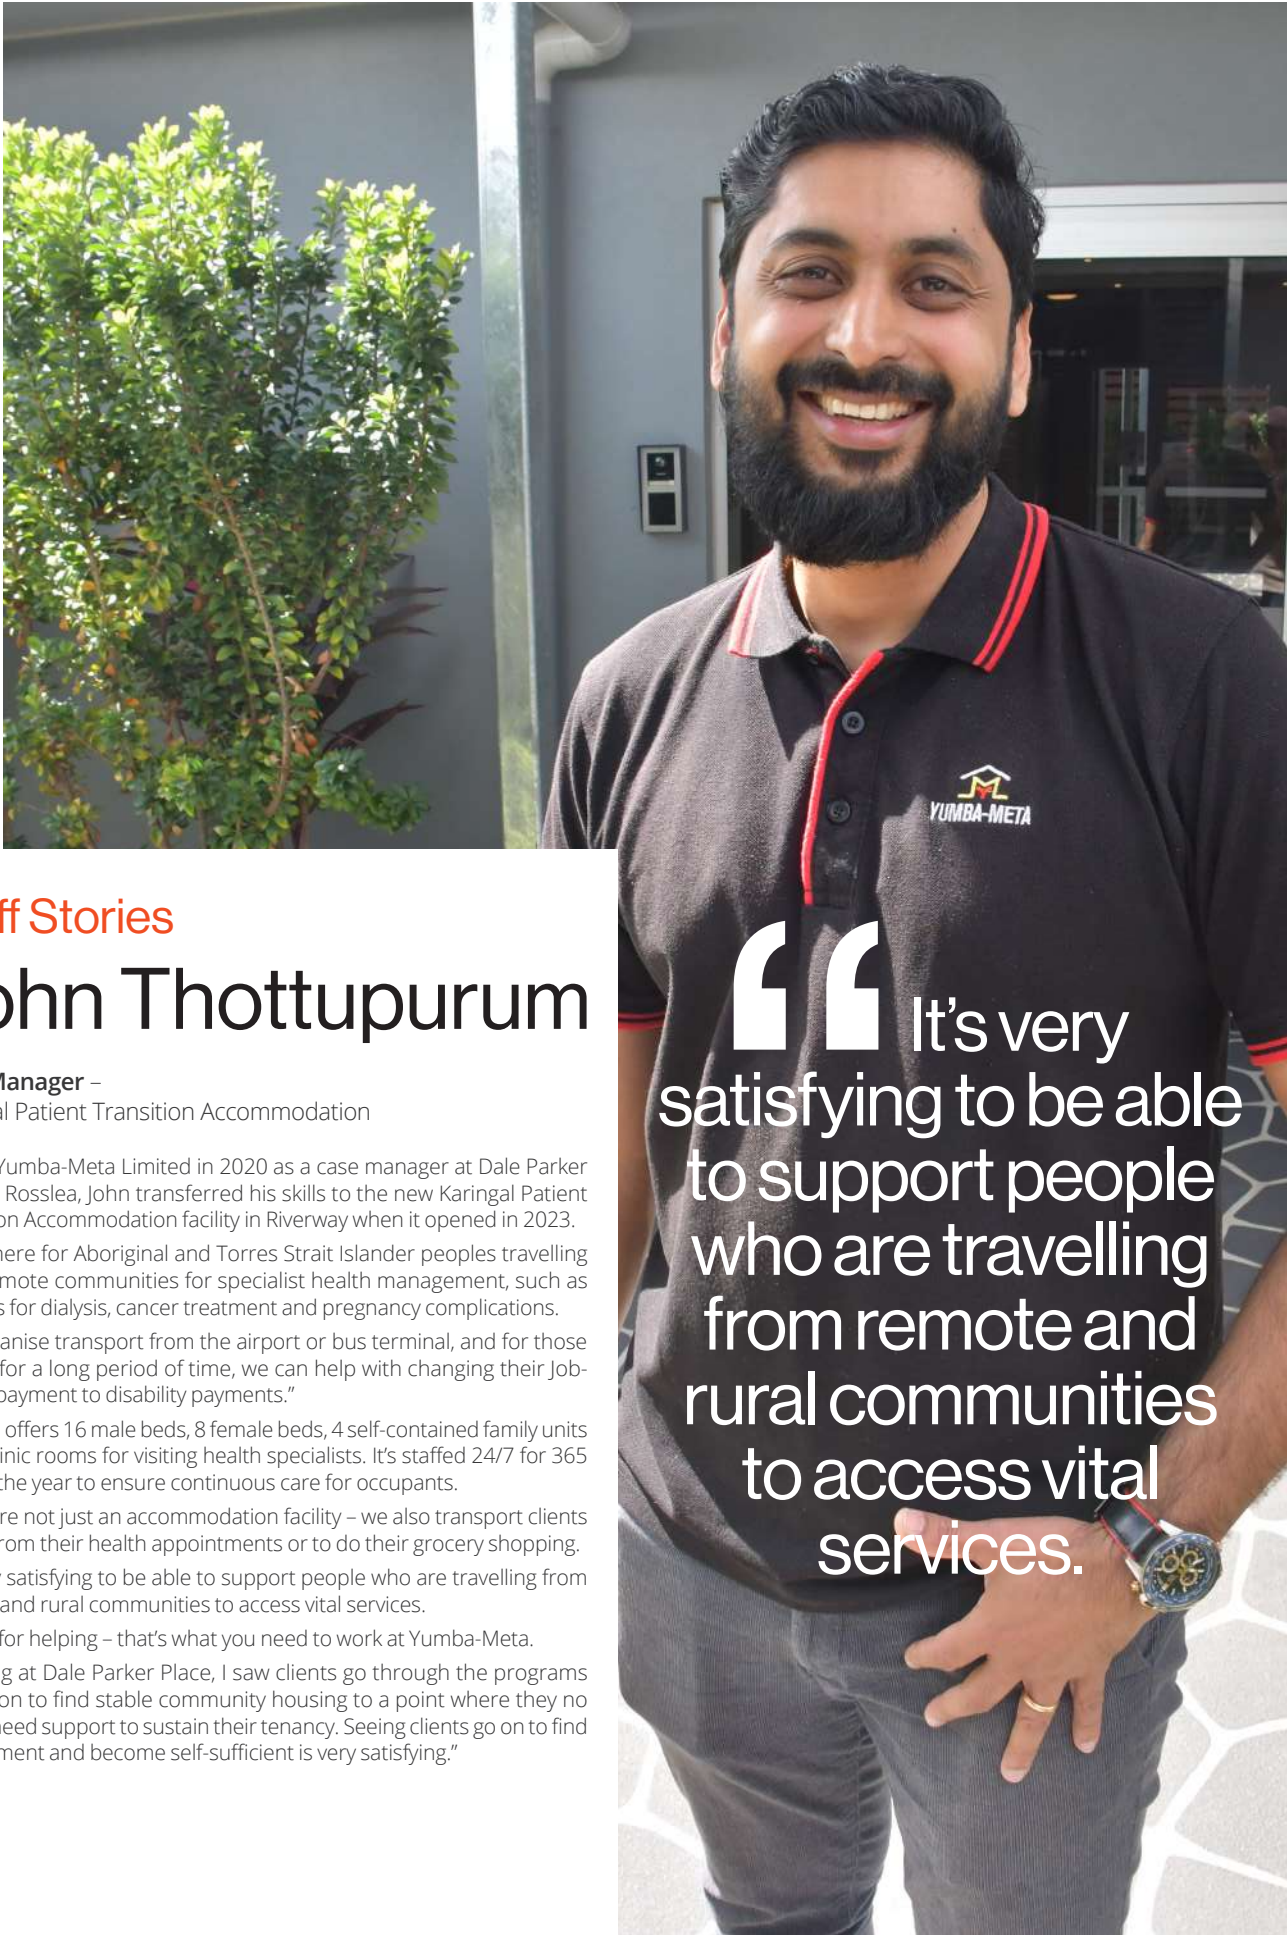 YUMBA-META
ff Stories
ohn Thottupurum
Manager –
al Patient Transition Accommodation
Yumba-Meta Limited in 2020 as a case manager at Dale Parker
Rosslea, John transferred his skills to the new Karingal Patient
on Accommodation facility in Riverway when it opened in 2023.
here for Aboriginal and Torres Strait Islander peoples travelling
mote communities for specialist health management, such as
s for dialysis, cancer treatment and pregnancy complications.
anise transport from the airport or bus terminal, and for those
for a long period of time, we can help with changing their Job-
payment to disability payments.”
offers 16 male beds, 8 female beds, 4 self-contained family units
inic rooms for visiting health specialists. It’s staffed 24/7 for 365
the year to ensure continuous care for occupants.
re not just an accommodation facility – we also transport clients
rom their health appointments or to do their grocery shopping.
satisfying to be able to support people who are travelling from
and rural communities to access vital services.
for helping – that’s what you need to work at Yumba-Meta.
g at Dale Parker Place, I saw clients go through the programs
on to find stable community housing to a point where they no
need support to sustain their tenancy. Seeing clients go on to find
ment and become self-sufficient is very satisfying.”
“ It’s very
satisfying to be able
to support people
who are travelling
from remote and
rural communities
to access vital
services.